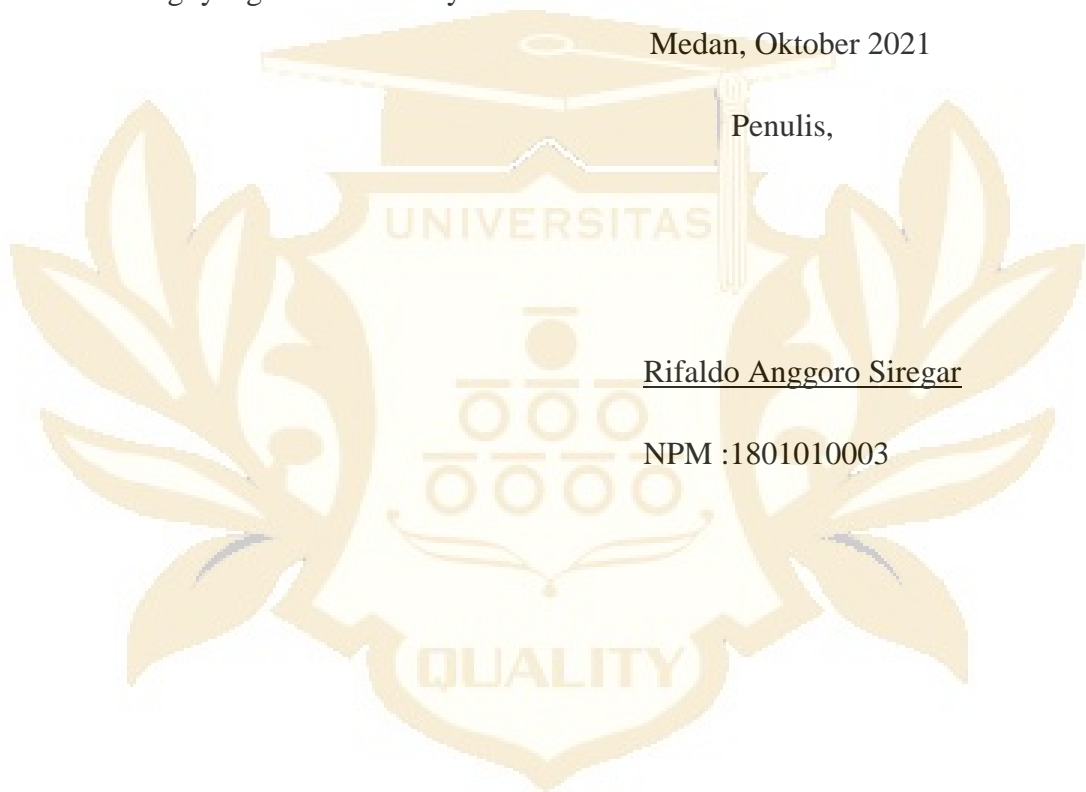 Medan, Oktober 2021
Penulis,
UNIVERSITAS
Rifaldo Anggoro Siregar
NPM :1801010003
QUALITY